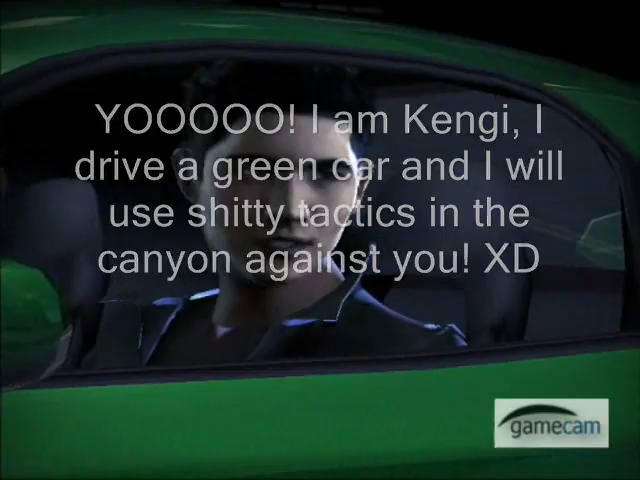 YOOOOO! I am Kengi, I
drive a green car and I will
use shitty tactics in the
canyon against you! XD
gamecam